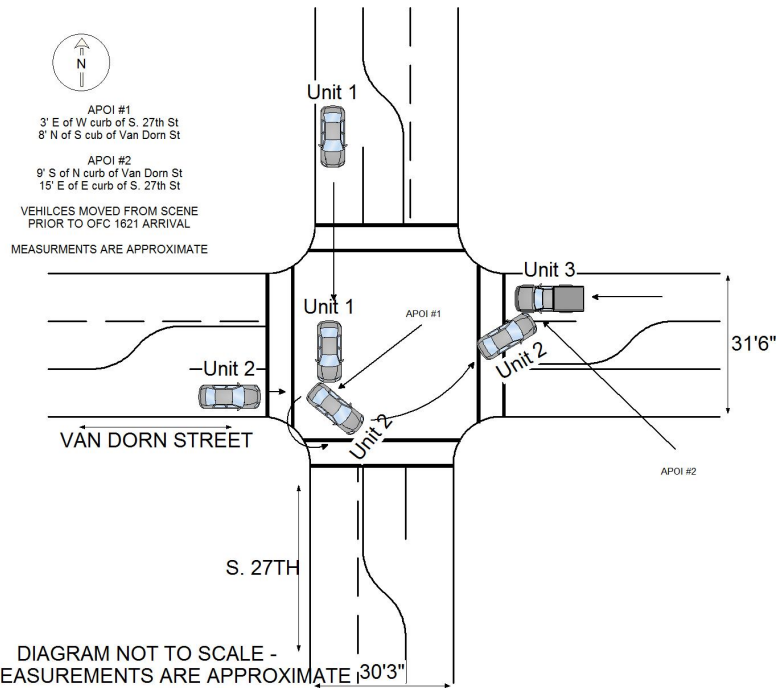 N
APOI #1
3' E of W curb of S. 27th St
8' N of S cub of Van Dorn St
APOI #2
9' S of N curb of Van Dorn St
15' E of E curb of S. 27th St
VEHILCES MOVED FROM SCENE
PRIOR TO OFC 1621 ARRIVAL
MEASURMENTS ARE APPROXIMATE
Unit 1
Unit 3
Unit 1
APOI #1
Unit 2
31'6"
Unit 2
VAN DORN STREET
Unit 2
APOI #2
S. 27TH
DIAGRAM NOT TO SCALE -
EASUREMENTS ARE APPROXIMATE
30'3"